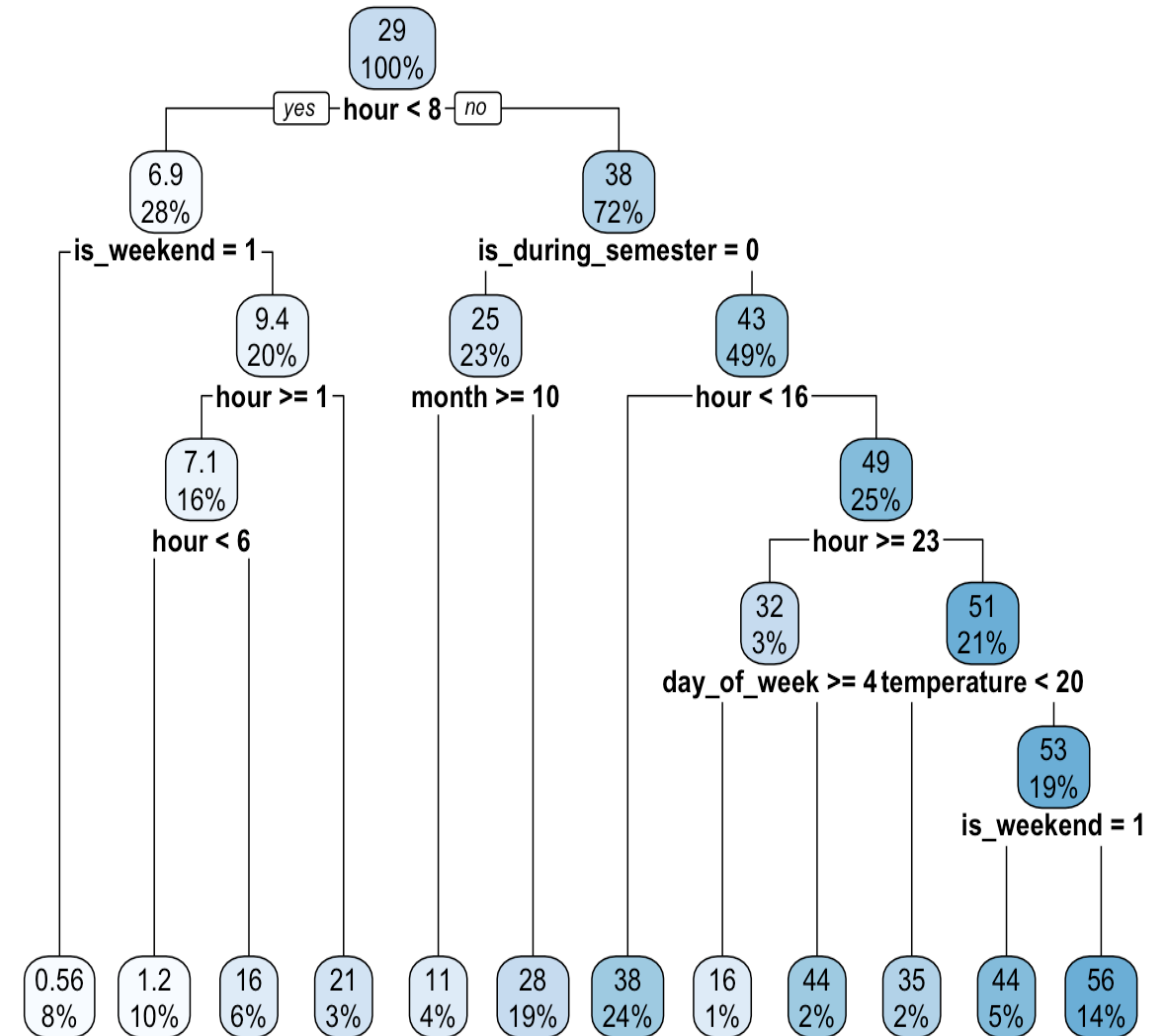 29
100%
yes hour < 8 no
6.9 38
28% 72%
is_weekend = 1 is_during_semester = 0
9.4 25 43
20% 23% 49%
hour >= 1 month >= 10 hour < 16
7.1 49
16% 25%
hour < 6 hour >= 23
32 51
3% 21%
day_of_week >= 4 temperature < 20
53
19%
is_weekend = 1
0.56 1.2 16 21 11 28 38 16 44 35 44 56
8% 10% 6% 3% 4% 19% 24% 1% 2% 2% 5% 14%